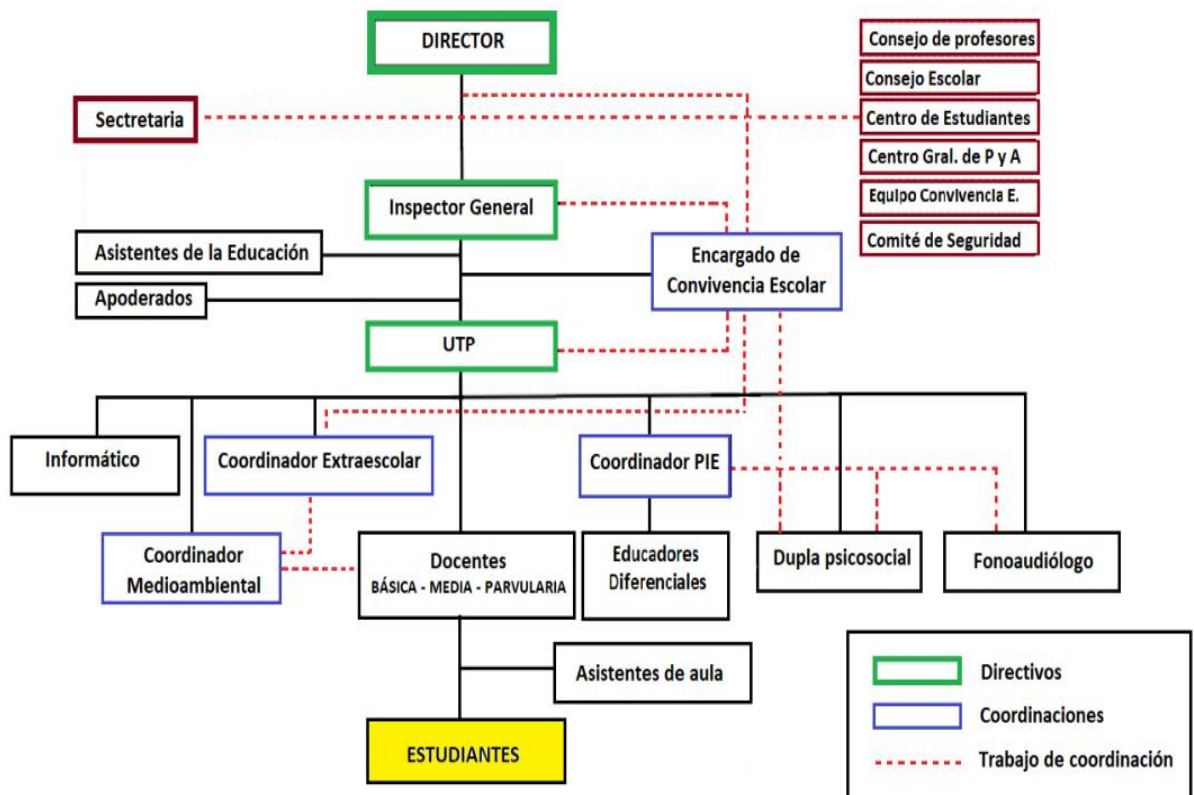 DIRECTOR
Consejo de profesores
Consejo Escolar
Sectretaria
Centro de Estudiantes
Centro Gral. de P y A
Equipo Convivencia E.
Comité de Seguridad
Inspector General
Asistentes de la Educación
Encargado de
Convivencia Escolar
Apoderados
UTP
Informático
Coordinador Extraescolar
Coordinador PIE
Coordinador
Medioambiental
Docentes
BÁSICA - MEDIA - PARVULARIA
Educadores
Diferenciales
Dupla psicosocial
Fonoaudiólogo
Asistentes de aula
ESTUDIANTES
Directivos
Coordinaciones
Trabajo de coordinación